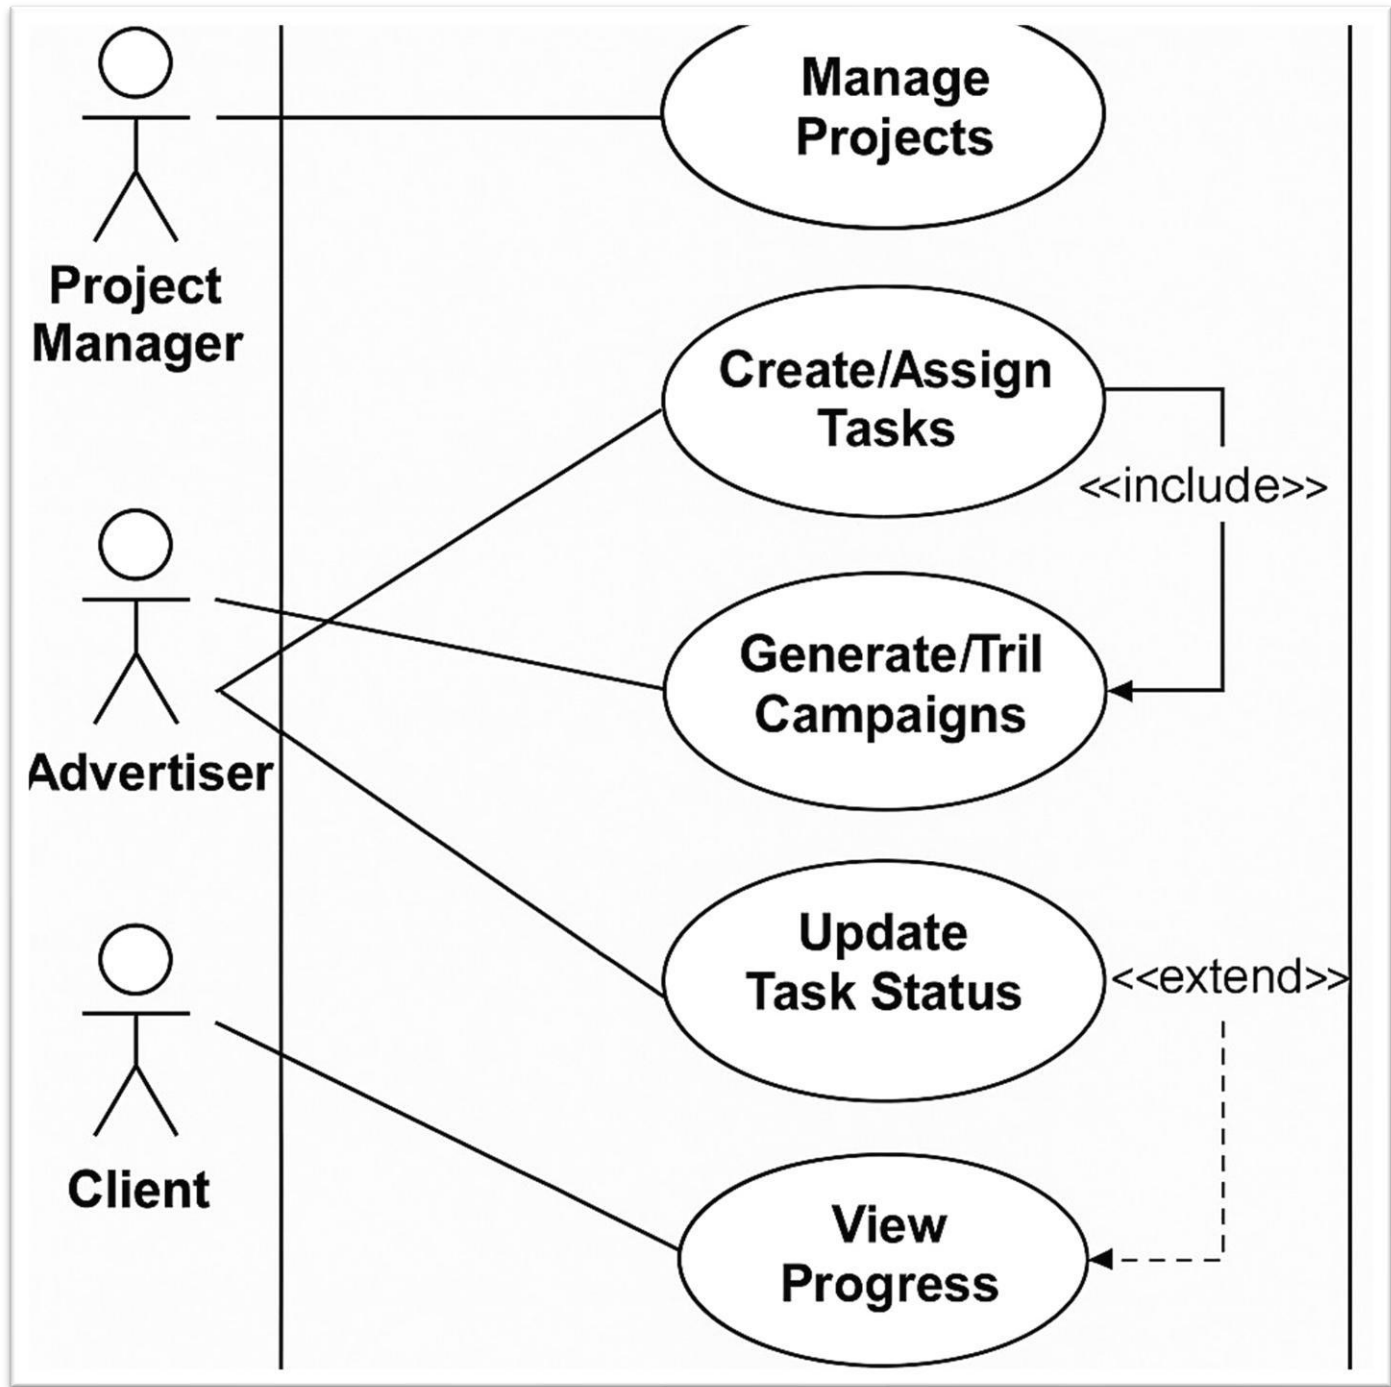 Manage
Projects
Project
Manager
Create/Assign
Tasks
<<include>>
Generate/Tril
Campaigns
Advertiser
Update
Task Status
<<extend>>
Client
View
Progress